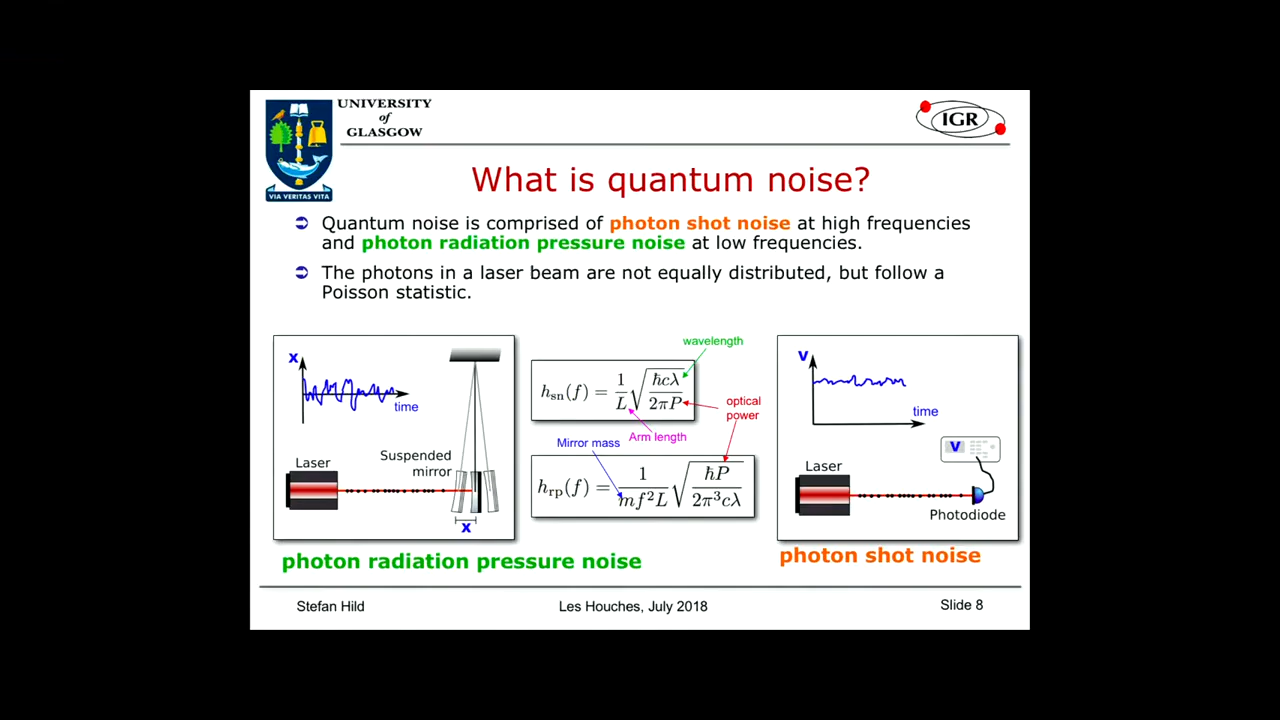 UNIVERSITY
of
GLASGOW
VIA VERITAS VITA
IGR
What is quantum noise?
Quantum noise is comprised of photon shot noise at high frequencies
and photon radiation pressure noise at low frequencies.
The photons in a laser beam are not equally distributed, but follow a
Poisson statistic.
x
time
Laser
Suspended
mirror
x
wavelength
h_sn(f) = 1/L √(ħcλ/2πP)
optical
power
Arm length
Mirror mass
h_rp(f) = 1/(mf²L) √(ħP/2π³cλ)
V
time
V
Laser
Photodiode
photon radiation pressure noise
photon shot noise
Stefan Hild
Les Houches, July 2018
Slide 8